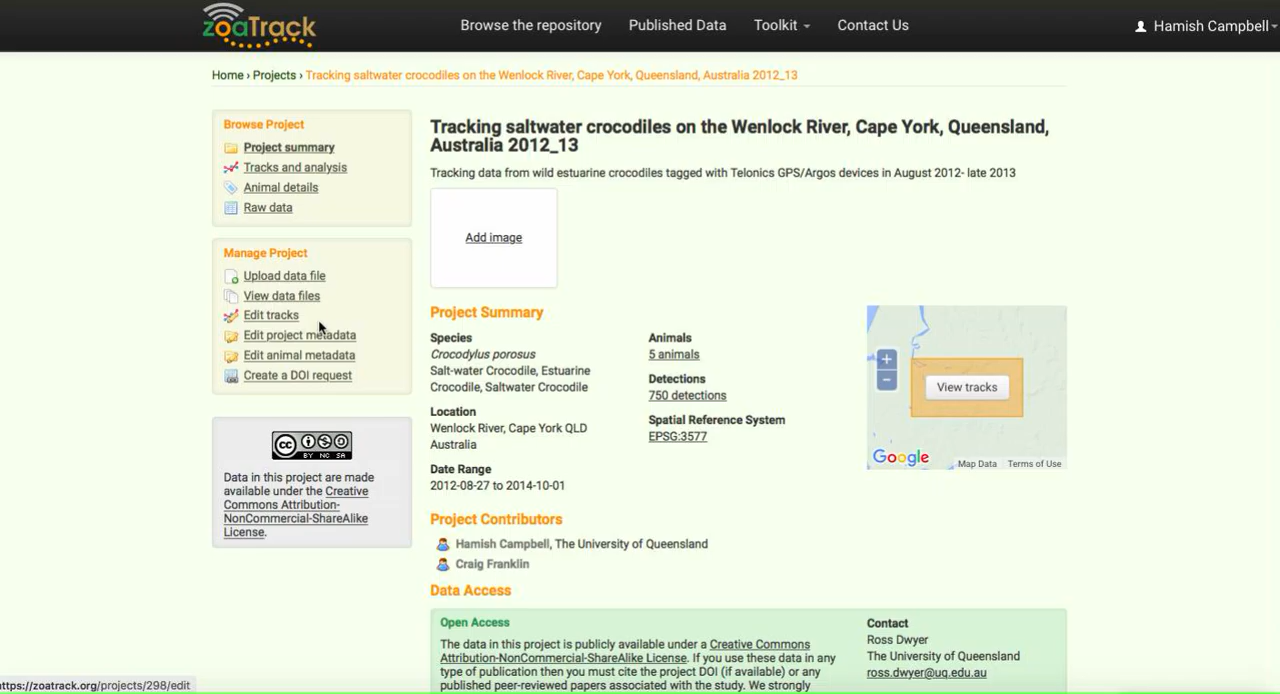 zoaTrack
Browse the repository Published Data Toolkit Contact Us Hamish Campbell
Home › Projects › Tracking saltwater crocodiles on the Wenlock River, Cape York, Queensland, Australia 2012_13
Browse Project
Project summary
Tracks and analysis
Animal details
Raw data
Manage Project
Upload data file
View data files
Edit tracks
Edit project metadata
Edit animal metadata
Create a DOI request
cc
BY NC SA
Data in this project are made
available under the Creative
Commons Attribution-
NonCommercial-ShareAlike
License.
Tracking saltwater crocodiles on the Wenlock River, Cape York, Queensland,
Australia 2012_13
Tracking data from wild estuarine crocodiles tagged with Telonics GPS/Argos devices in August 2012- late 2013
Add image
Project Summary
Species
Crocodylus porosus
Salt-water Crocodile, Estuarine
Crocodile, Saltwater Crocodile
Location
Wenlock River, Cape York QLD
Australia
Date Range
2012-08-27 to 2014-10-01
Animals
5 animals
Detections
750 detections
Spatial Reference System
EPSG:3577
+
−
View tracks
Google Map Data Terms of Use
Project Contributors
Hamish Campbell, The University of Queensland
Craig Franklin
Data Access
Open Access
The data in this project is publicly available under a Creative Commons
Attribution-NonCommercial-ShareAlike License. If you use these data in any
type of publication then you must cite the project DOI (if available) or any
published peer-reviewed papers associated with the study. We strongly
Contact
Ross Dwyer
The University of Queensland
ross.dwyer@uq.edu.au
https://zoatrack.org/projects/298/edit